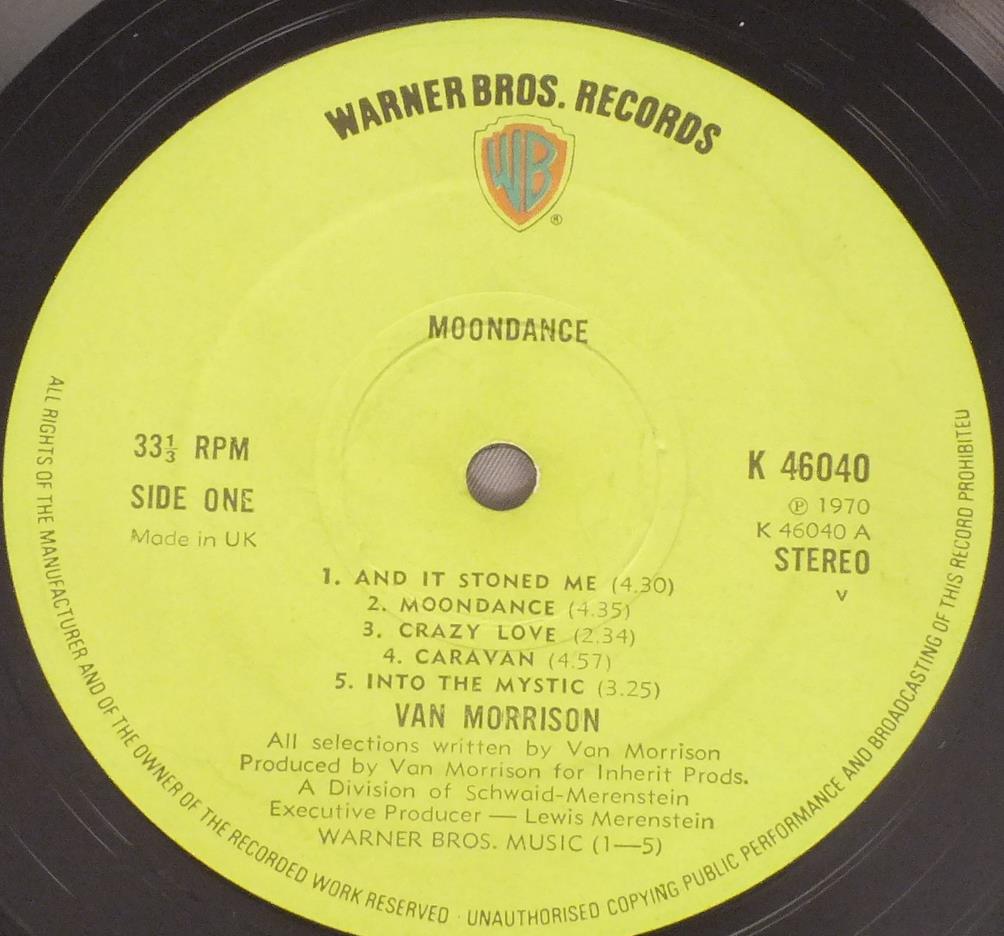 WARNER BROS. RECORDS
WB
®
MOONDANCE
33⅓ RPM
SIDE ONE
Made in UK
K 46040
℗ 1970
K 46040 A
STEREO
V
1. AND IT STONED ME (4.30)
2. MOONDANCE (4.35)
3. CRAZY LOVE (2.34)
4. CARAVAN (4.57)
5. INTO THE MYSTIC (3.25)
VAN MORRISON
All selections written by Van Morrison
Produced by Van Morrison for Inherit Prods.
A Division of Schwaid-Merenstein
Executive Producer — Lewis Merenstein
WARNER BROS. MUSIC (1—5)
ALL RIGHTS OF THE MANUFACTURER AND OF THE OWNER OF THE RECORDED WORK RESERVED · UNAUTHORISED COPYING PUBLIC PERFORMANCE AND BROADCASTING OF THIS RECORD PROHIBITED